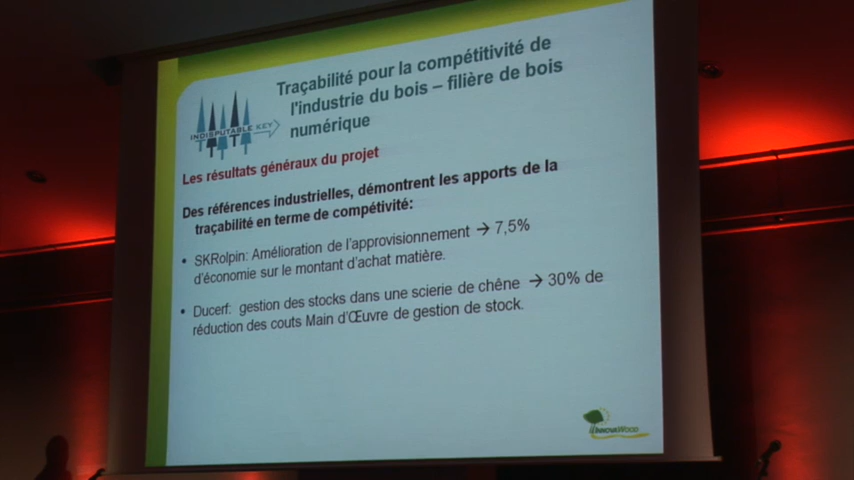 Traçabilité pour la compétitivité de
l'industrie du bois – filière de bois
numérique
INDISPUTABLE KEY
Les résultats généraux du projet
Des références industrielles, démontrent les apports de la
traçabilité en terme de compétivité:
• SKRolpin: Amélioration de l'approvisionnement → 7,5%
d'économie sur le montant d'achat matière.
• Ducerf: gestion des stocks dans une scierie de chêne → 30% de
réduction des couts Main d'Œuvre de gestion de stock.